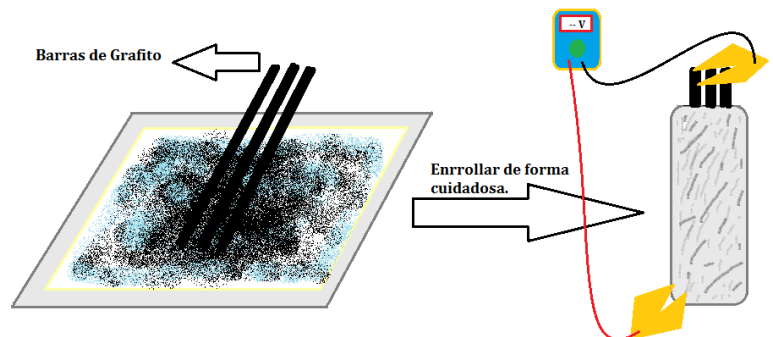 Barras de Grafito
-- V
Enrrollar de forma
cuidadosa.